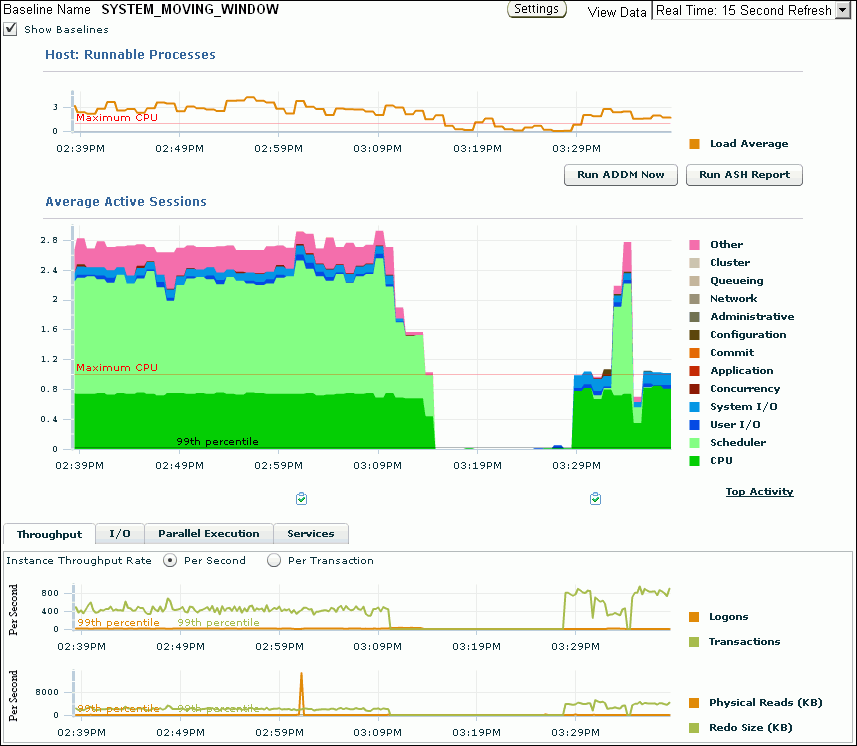 Baseline Name SYSTEM_MOVING_WINDOW Settings View Data Real Time: 15 Second Refresh
Show Baselines
Host: Runnable Processes
3
Maximum CPU
0
02:39PM 02:49PM 02:59PM 03:09PM 03:19PM 03:29PM
Load Average
Run ADDM Now Run ASH Report
Average Active Sessions
2.8
2.4
2
1.6
1.2
Maximum CPU
0.8
0.4
99th percentile
0
02:39PM 02:49PM 02:59PM 03:09PM 03:19PM 03:29PM
Other
Cluster
Queueing
Network
Administrative
Configuration
Commit
Application
Concurrency
System I/O
User I/O
Scheduler
CPU
Top Activity
Throughput I/O Parallel Execution Services
Instance Throughput Rate Per Second Per Transaction
Per Second
800
400
99th percentile 99th percentile
0
02:39PM 02:49PM 02:59PM 03:09PM 03:19PM 03:29PM
Logons
Transactions
Per Second
8000
99th percentile 99th percentile
0
02:39PM 02:49PM 02:59PM 03:09PM 03:19PM 03:29PM
Physical Reads (KB)
Redo Size (KB)